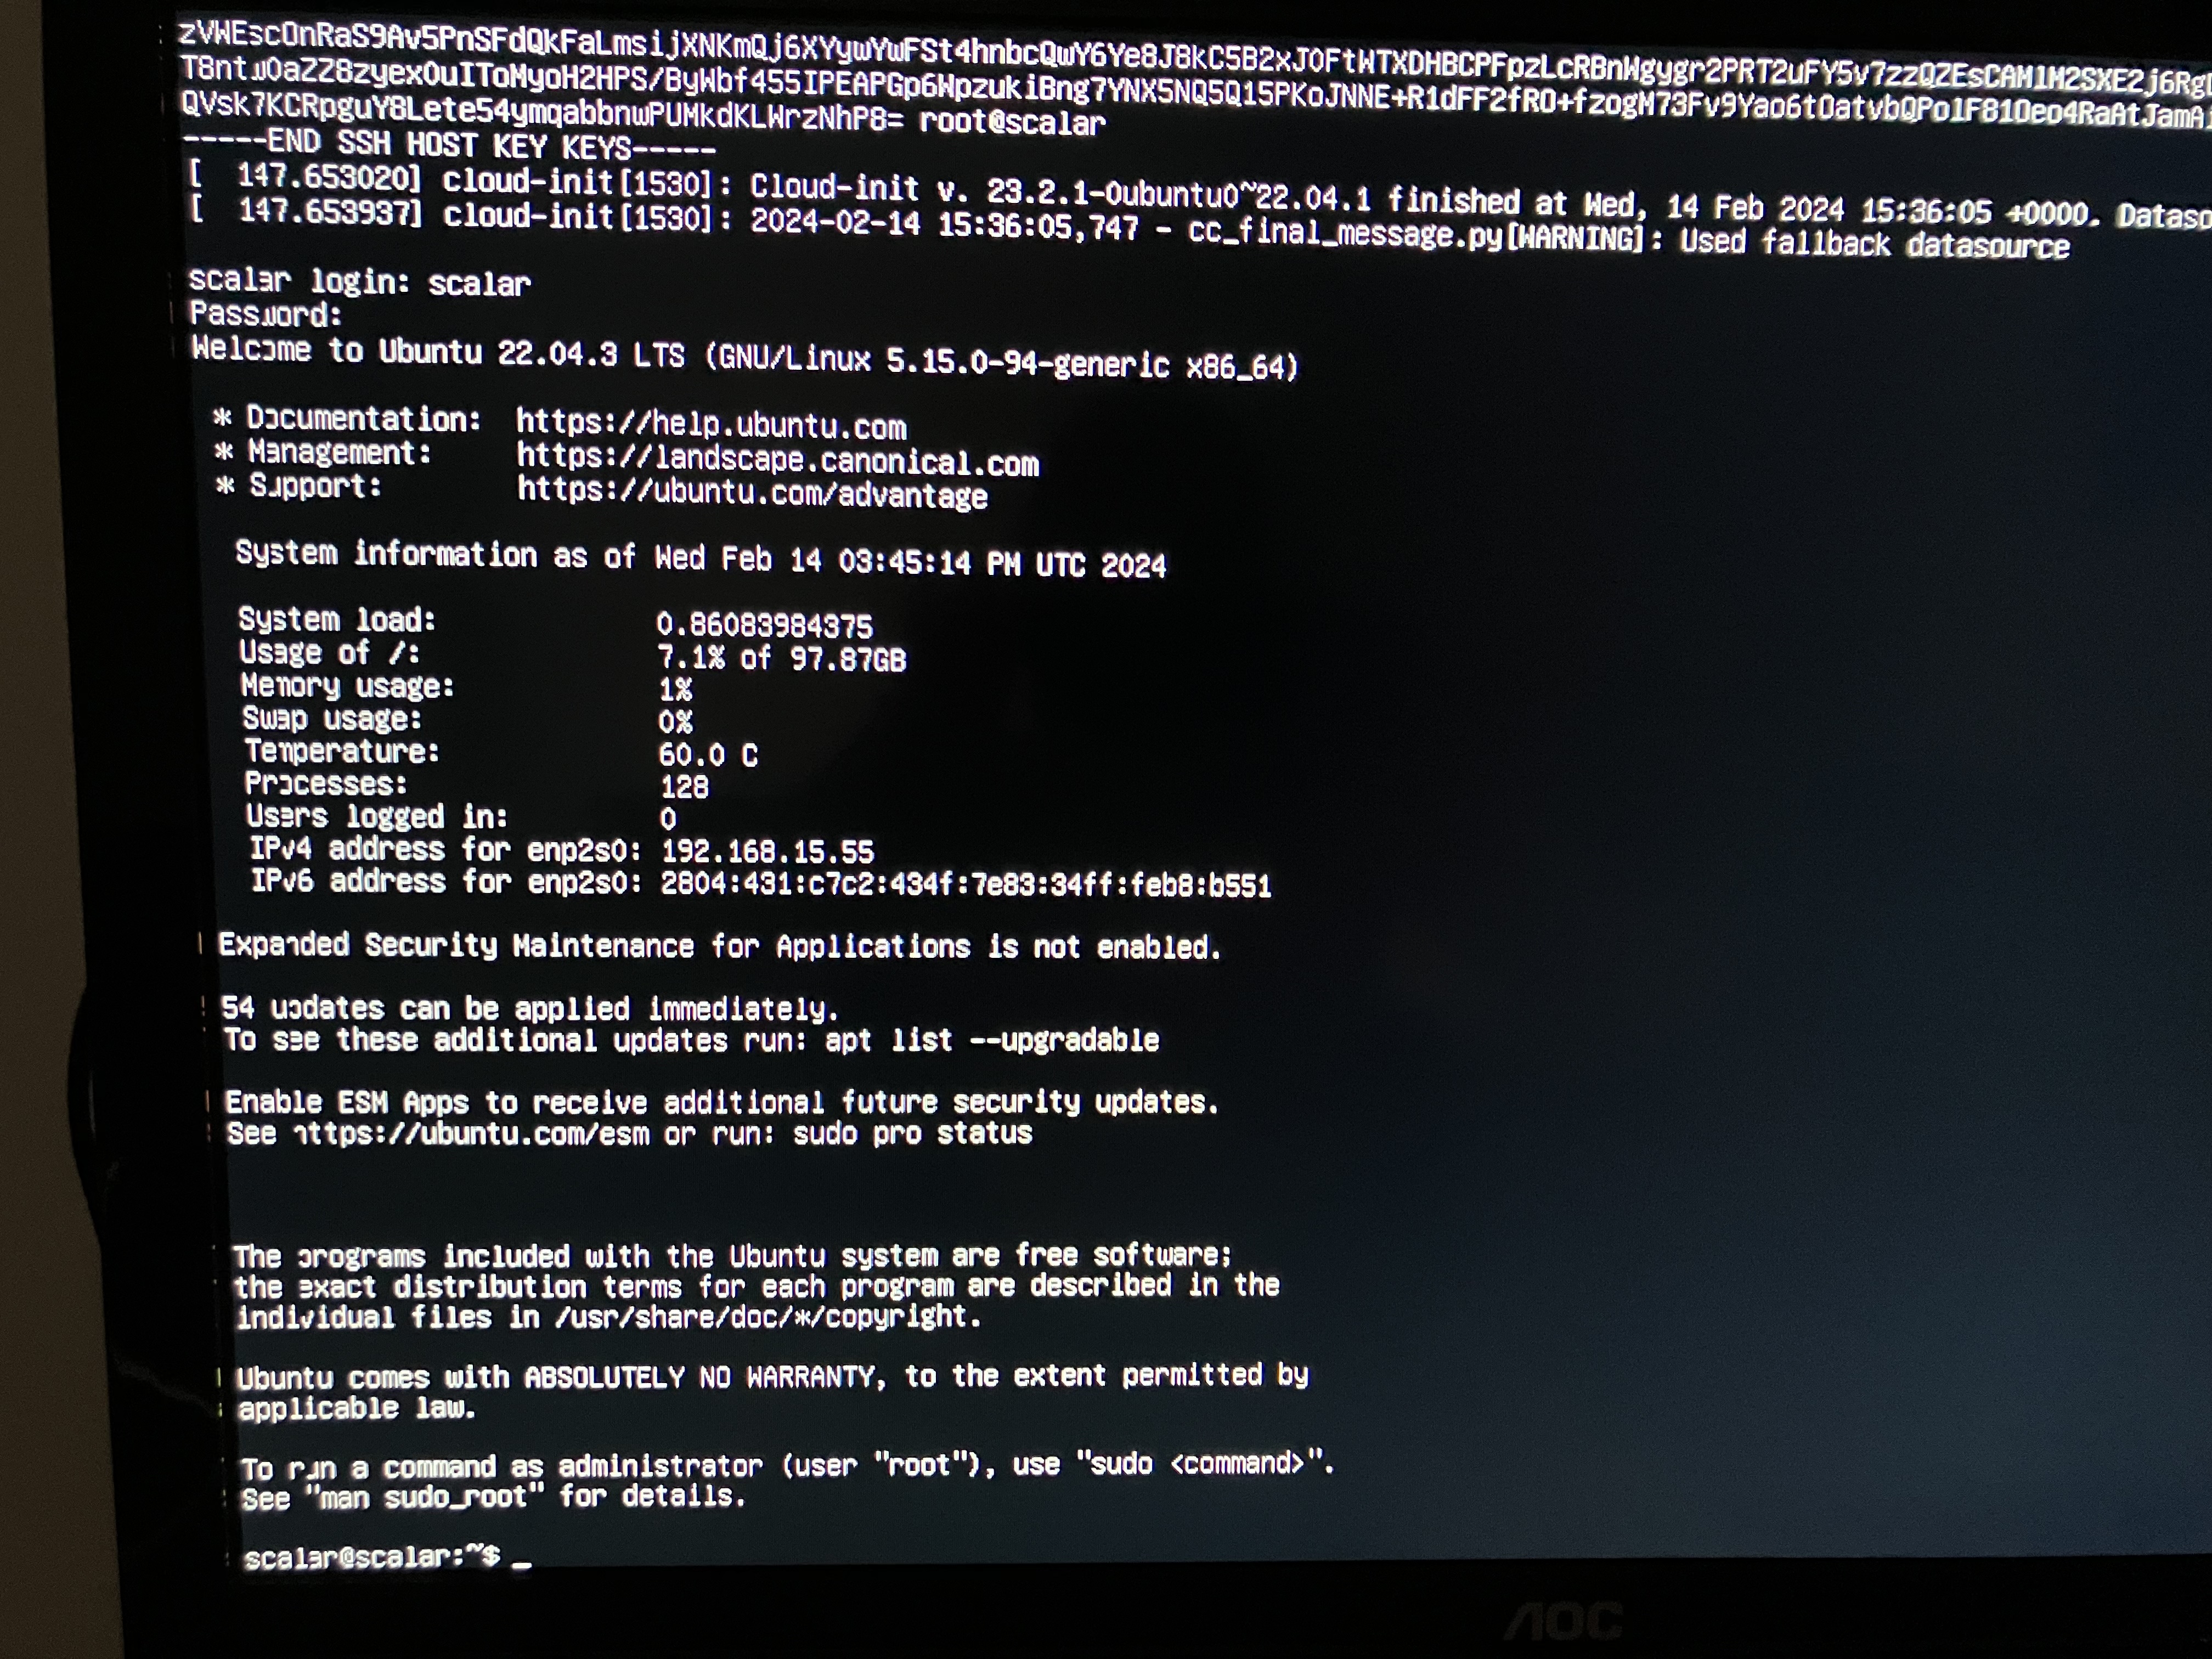 zVWEscOnRaS9Av5PnSFdQkFaLmsijXNKmQj6XYywYwFSt4hnbcQwY6Ye8J8kC5B2xJOFtWTXDHBCPFpzLcRBnWgygr2PRT2uFY5v7zzQZEsCAM1M2SXE2j6Rg
T8ntwOaZZ8zyexOuIToMyoH2HPS/ByWbf455IPEAPGp6WpzukiBng7YNX5NQ5Q15PKoJNNE+R1dFF2fRO+fzogM73Fv9Yao6tOatvbQPo1F81Oeo4RaAtJamA
QVsk7KCRpguY8Lete54ymqabbnwPUMkdKLWrzNhP8= root@scalar
-----END SSH HOST KEY KEYS-----
[  147.653020] cloud-init[1530]: Cloud-init v. 23.2.1-0ubuntu0~22.04.1 finished at Wed, 14 Feb 2024 15:36:05 +0000. Dataso
[  147.653937] cloud-init[1530]: 2024-02-14 15:36:05,747 - cc_final_message.py[WARNING]: Used fallback datasource
scalar login: scalar
Password:
Welcome to Ubuntu 22.04.3 LTS (GNU/Linux 5.15.0-94-generic x86_64)
* Documentation:  https://help.ubuntu.com
* Management:     https://landscape.canonical.com
* Support:        https://ubuntu.com/advantage
System information as of Wed Feb 14 03:45:14 PM UTC 2024
System load:             0.86083984375
Usage of /:              7.1% of 97.87GB
Memory usage:            1%
Swap usage:              0%
Temperature:             60.0 C
Processes:               128
Users logged in:         0
IPv4 address for enp2s0: 192.168.15.55
IPv6 address for enp2s0: 2804:431:c7c2:434f:7e83:34ff:feb8:b551
Expanded Security Maintenance for Applications is not enabled.
54 updates can be applied immediately.
To see these additional updates run: apt list --upgradable
Enable ESM Apps to receive additional future security updates.
See https://ubuntu.com/esm or run: sudo pro status
The programs included with the Ubuntu system are free software;
the exact distribution terms for each program are described in the
individual files in /usr/share/doc/*/copyright.
Ubuntu comes with ABSOLUTELY NO WARRANTY, to the extent permitted by
applicable law.
To run a command as administrator (user "root"), use "sudo <command>".
See "man sudo_root" for details.
scalar@scalar:~$ _
AOC